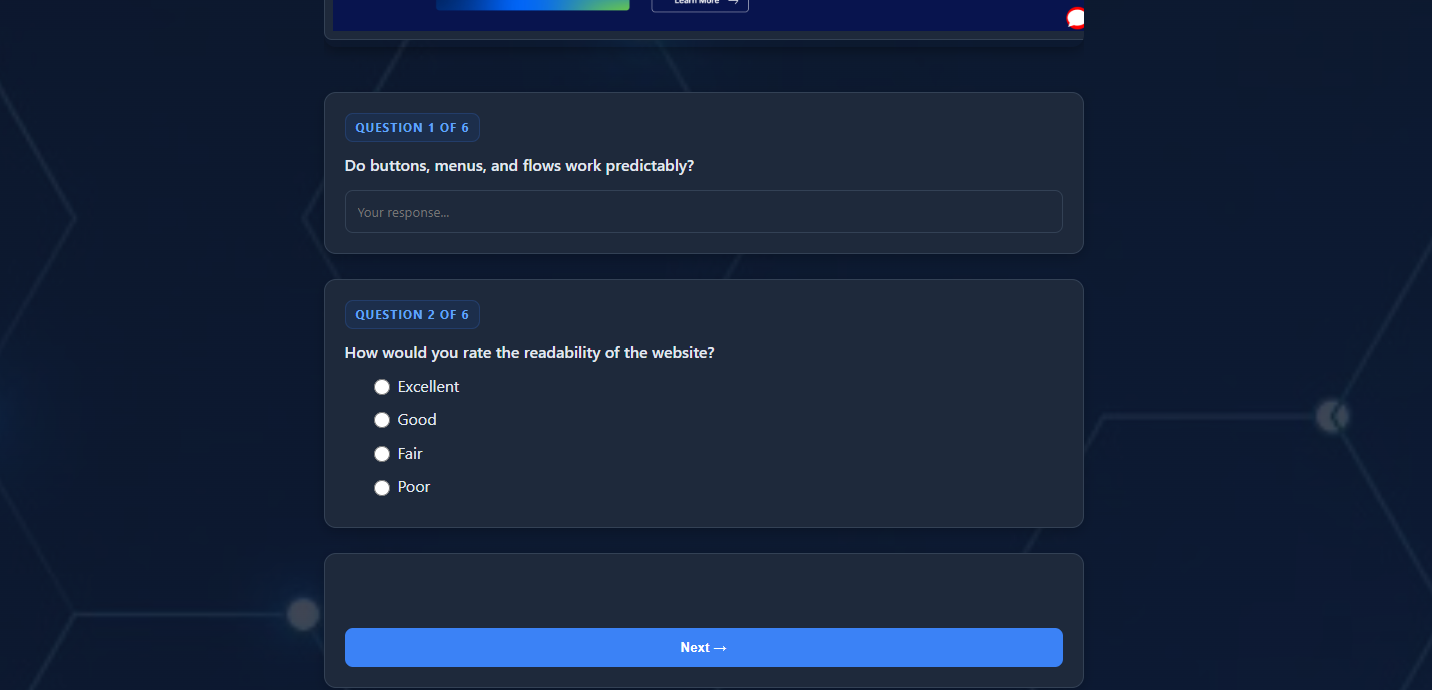 Learn More →
QUESTION 1 OF 6
Do buttons, menus, and flows work predictably?
Your response...
QUESTION 2 OF 6
How would you rate the readability of the website?
Excellent
Good
Fair
Poor
Next →